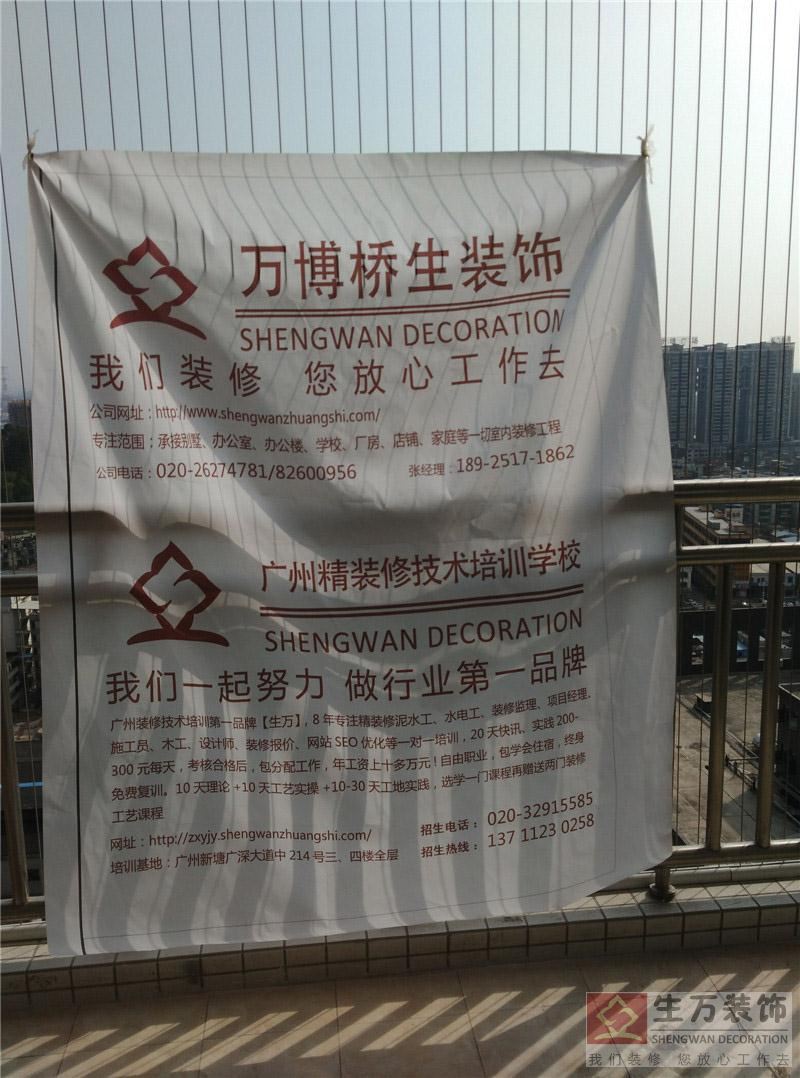 万博桥生装饰
SHENGWAN DECORATION
我们装修 您放心工作去
公司网址：http://www.shengwanzhuangshi.com/
专注范围：承接别墅、办公室、办公楼、学校、厂房、店铺、家庭等一切室内装修工程
公司电话：020-26274781/82600956 张经理：189-2517-1862
广州精装修技术培训学校
SHENGWAN DECORATION
我们一起努力 做行业第一品牌
广州装修技术培训第一品牌【生万】，8年专注精装修泥水工、水电工、装修监理、项目经理、
施工员、木工、设计师、装修报价、网站SEO优化等一对一培训，20天快讯、实践200-
300元每天，考核合格后，包分配工作，年工资上十多万元！自由职业，包学会住宿，终身
免费复训。10天理论+10天工艺实操+10-30天工地实践，选学一门课程再赠送两门装修
工艺课程
网址：http://zxyjy.shengwanzhuangshi.com/
招生电话：020-32915585
培训基地：广州新塘广深大道中214号三、四楼全层
招生热线：137 1123 0258
生万装饰
SHENGWAN DECORATION
我们装修 您放心工作去